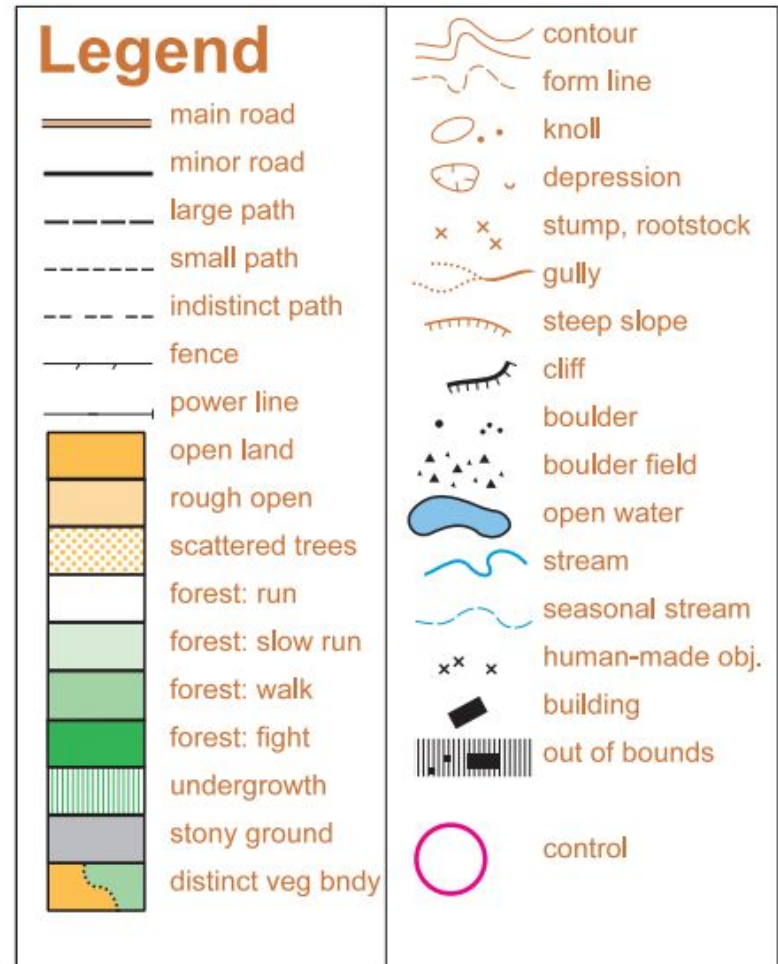 Legend
main road
minor road
large path
small path
indistinct path
fence
power line
open land
rough open
scattered trees
forest: run
forest: slow run
forest: walk
forest: fight
undergrowth
stony ground
distinct veg bndy
contour
form line
knoll
depression
stump, rootstock
gully
steep slope
cliff
boulder
boulder field
open water
stream
seasonal stream
human-made obj.
building
out of bounds
control